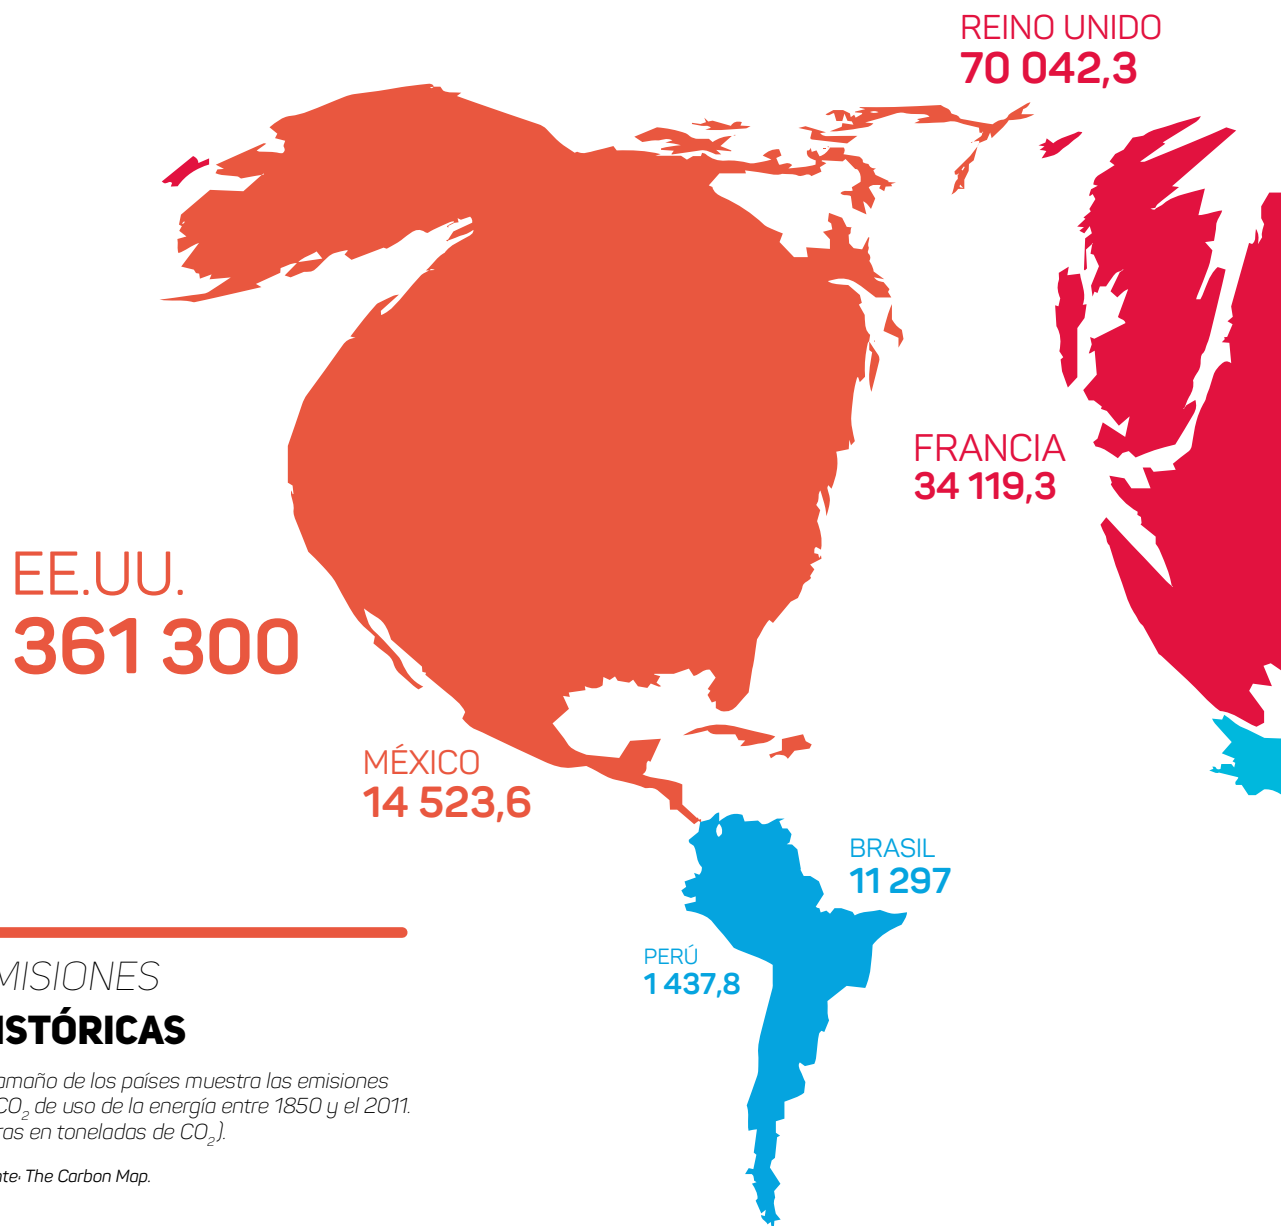 REINO UNIDO
70 042,3
FRANCIA
34 119,3
EE.UU.
361 300
MÉXICO
14 523,6
BRASIL
11 297
PERÚ
1 437,8
MISIONES
ISTÓRICAS
amaño de los países muestra las emisiones
CO₂ de uso de la energía entre 1850 y el 2011.
ras en toneladas de CO₂).
nte: The Carbon Map.